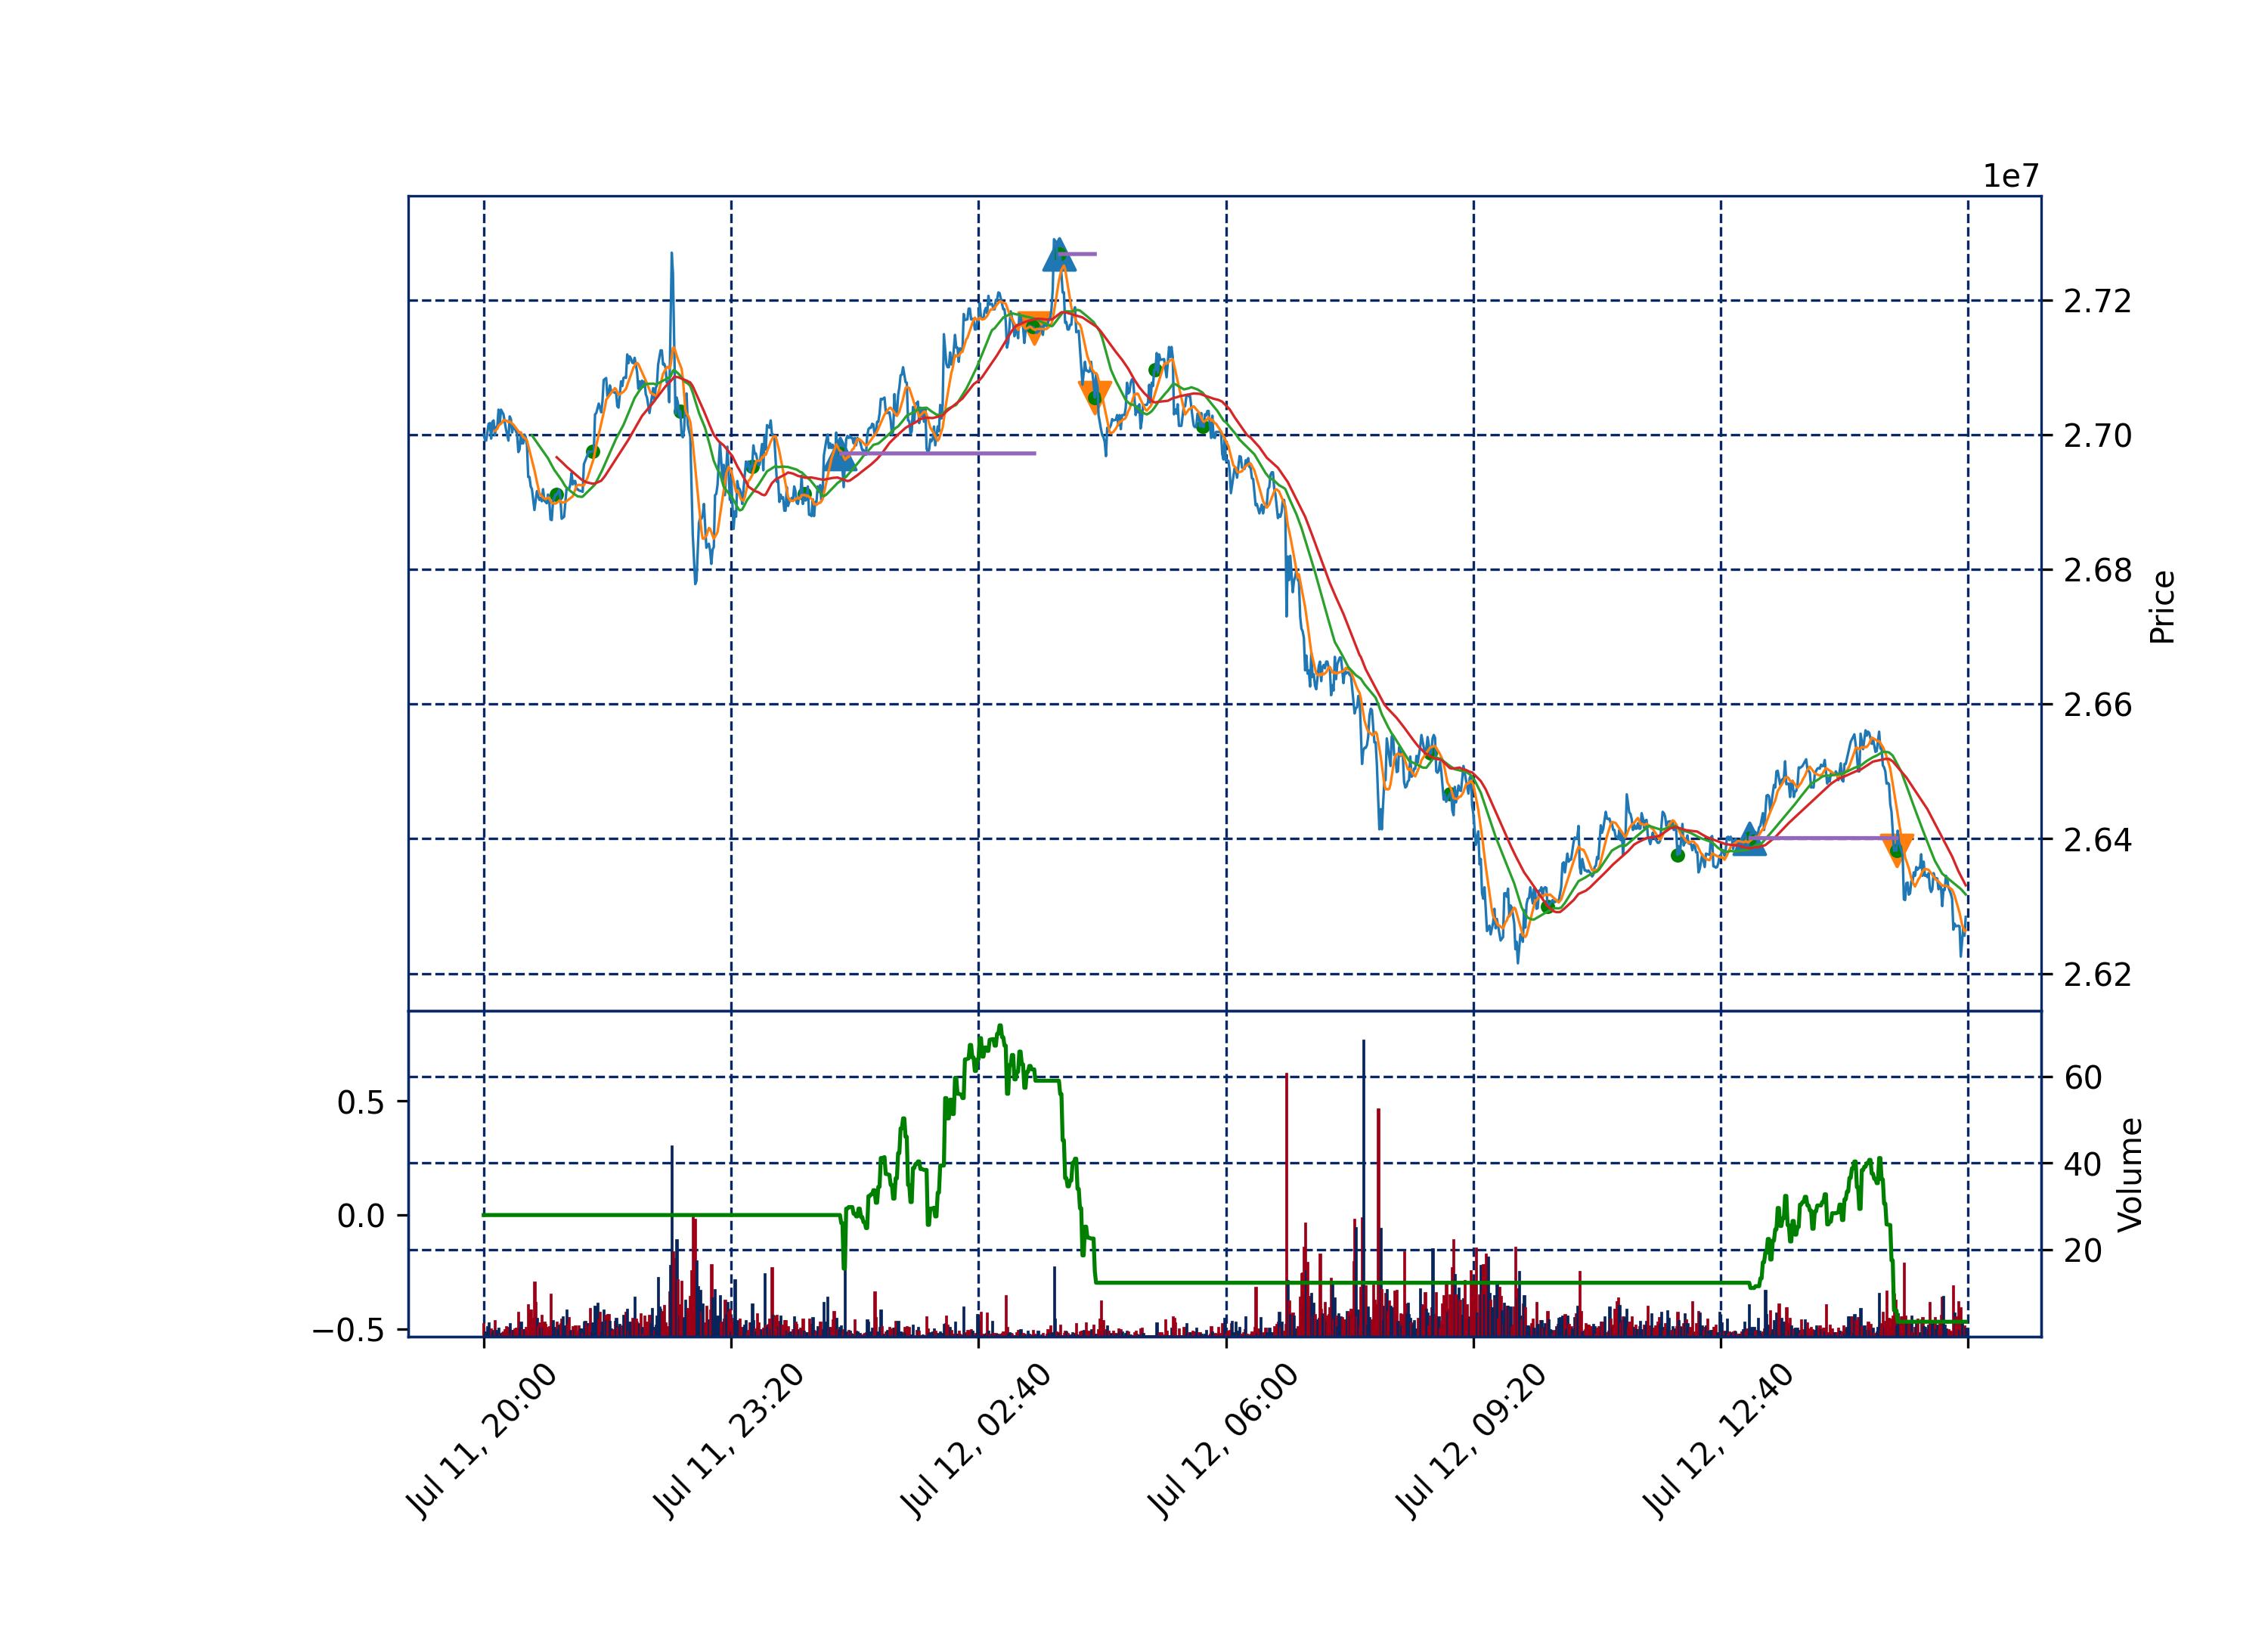 1e7
2.72
2.70
2.68
2.66
2.64
2.62
Price
0.5
0.0
−0.5
60
40
20
Volume
Jul 11, 20:00
Jul 11, 23:20
Jul 12, 02:40
Jul 12, 06:00
Jul 12, 09:20
Jul 12, 12:40